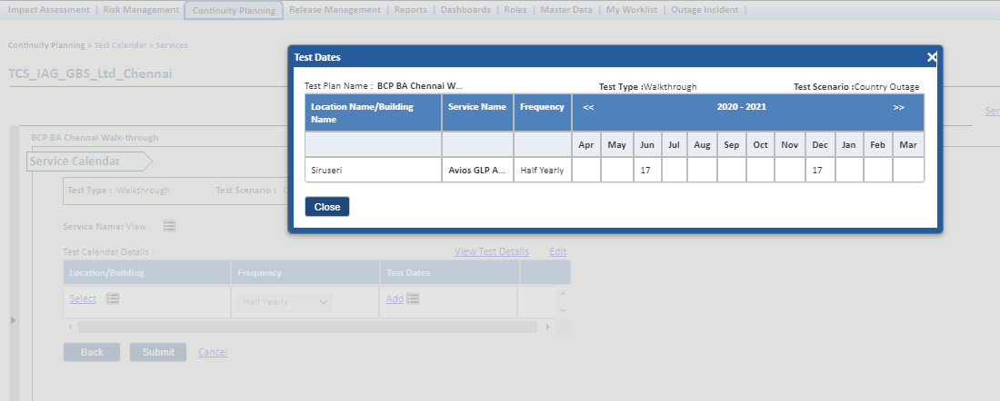 Impact Assessment | Risk Management | Continuity Planning | Release Management | Reports | Dashboards | Roles | Master Data | My Worklist | Outage Incident |
Continuity Planning > Test Calendar > Services
TCS_IAG_GBS_Ltd_Chennai
Ser
BCP BA Chennai Walk-through
Service Calendar
Test Type : Walkthrough Test Scenario : C
Service Name: View
Test Calendar Details :
View Test Details Edit
Location/Building Frequency Test Dates
Select Half Yearly Add
Back Submit Cancel
Test Dates
Test Plan Name : BCP BA Chennai W... Test Type :Walkthrough Test Scenario :Country Outage
Location Name/Building Name Service Name Frequency << 2020 - 2021 >>
Apr May Jun Jul Aug Sep Oct Nov Dec Jan Feb Mar
Siruseri Avios GLP A... Half Yearly 17 17
Close